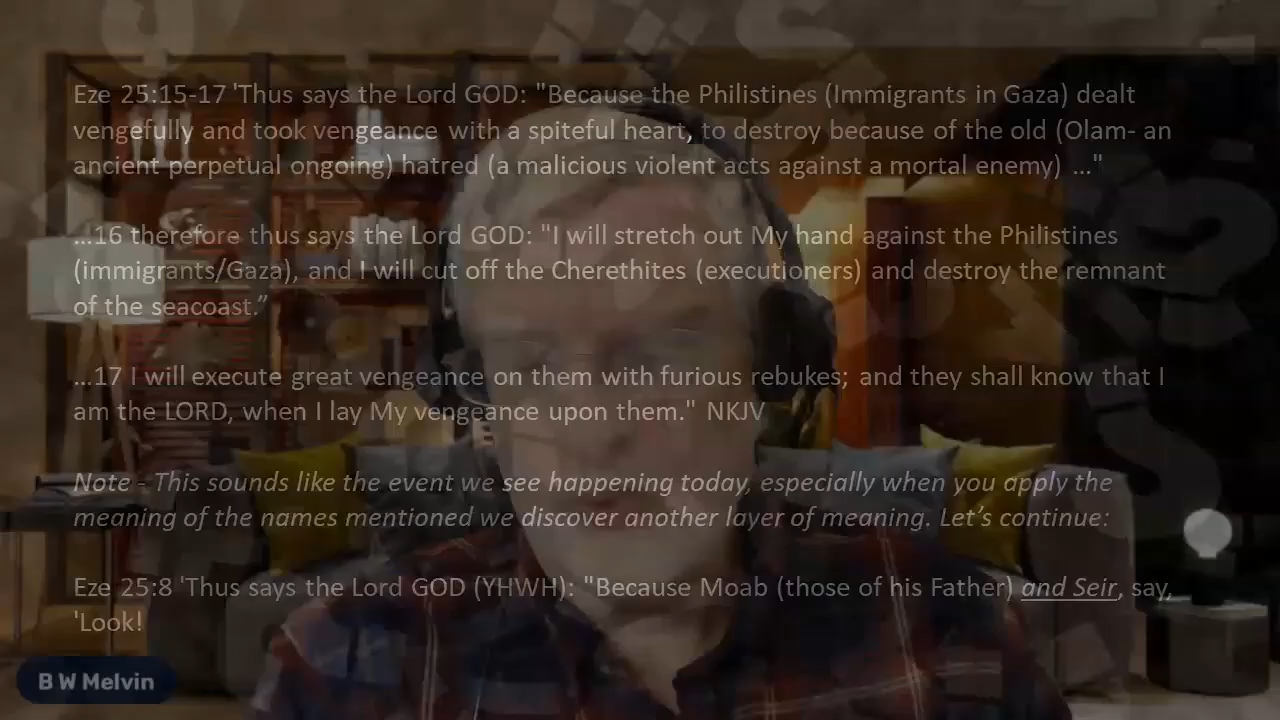 Eze 25:15-17 'Thus says the Lord GOD: "Because the Philistines (Immigrants in Gaza) dealt
vengefully and took vengeance with a spiteful heart, to destroy because of the old (Olam- an
ancient perpetual ongoing) hatred (a malicious violent acts against a mortal enemy) ..."
...16 therefore thus says the Lord GOD: "I will stretch out My hand against the Philistines
(immigrants/Gaza), and I will cut off the Cherethites (executioners) and destroy the remnant
of the seacoast.”
...17 I will execute great vengeance on them with furious rebukes; and they shall know that I
am the LORD, when I lay My vengeance upon them." NKJV
Note - This sounds like the event we see happening today, especially when you apply the
meaning of the names mentioned we discover another layer of meaning. Let’s continue:
Eze 25:8 'Thus says the Lord GOD (YHWH): "Because Moab (those of his Father) and Seir, say,
'Look!
B W Melvin